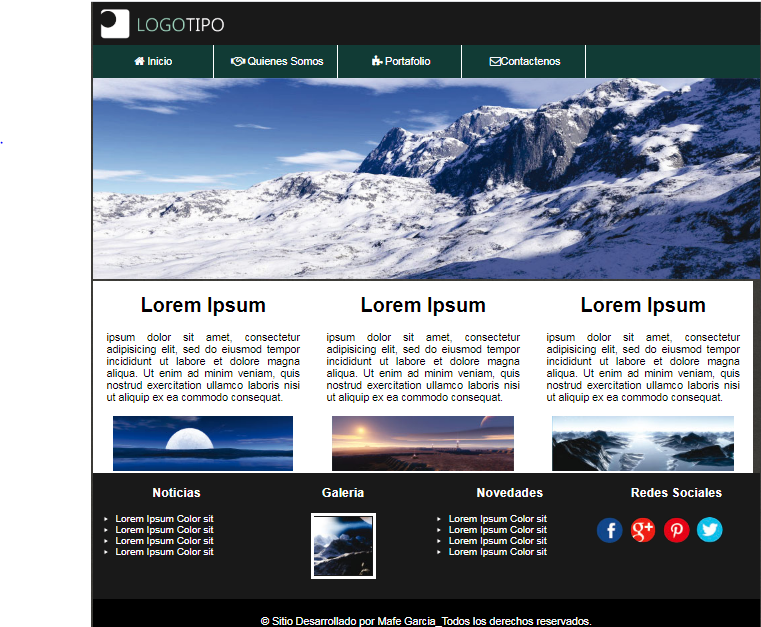 LOGOTIPO
Inicio
Quienes Somos
Portafolio
Contactenos
Lorem Ipsum
ipsum dolor sit amet, consectetur
adipisicing elit, sed do eiusmod tempor
incididunt ut labore et dolore magna
aliqua. Ut enim ad minim veniam, quis
nostrud exercitation ullamco laboris nisi
ut aliquip ex ea commodo consequat.
Lorem Ipsum
ipsum dolor sit amet, consectetur
adipisicing elit, sed do eiusmod tempor
incididunt ut labore et dolore magna
aliqua. Ut enim ad minim veniam, quis
nostrud exercitation ullamco laboris nisi
ut aliquip ex ea commodo consequat.
Lorem Ipsum
ipsum dolor sit amet, consectetur
adipisicing elit, sed do eiusmod tempor
incididunt ut labore et dolore magna
aliqua. Ut enim ad minim veniam, quis
nostrud exercitation ullamco laboris nisi
ut aliquip ex ea commodo consequat.
Noticias
Lorem Ipsum Color sit
Lorem Ipsum Color sit
Lorem Ipsum Color sit
Lorem Ipsum Color sit
Galeria
Novedades
Lorem Ipsum Color sit
Lorem Ipsum Color sit
Lorem Ipsum Color sit
Lorem Ipsum Color sit
Redes Sociales
© Sitio Desarrollado por Mafe Garcia_Todos los derechos reservados.